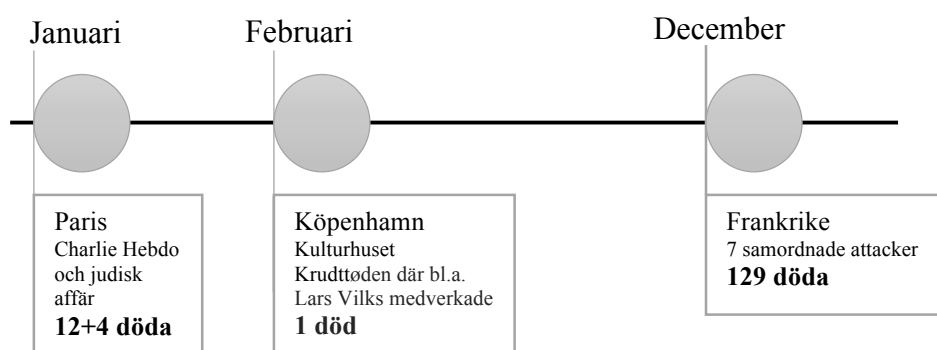 Januari
Februari
December
Paris
Charlie Hebdo
och judisk
affär
12+4 döda
Köpenhamn
Kulturhuset
Krudttøden där bl.a.
Lars Vilks medverkade
1 död
Frankrike
7 samordnade attacker
129 döda